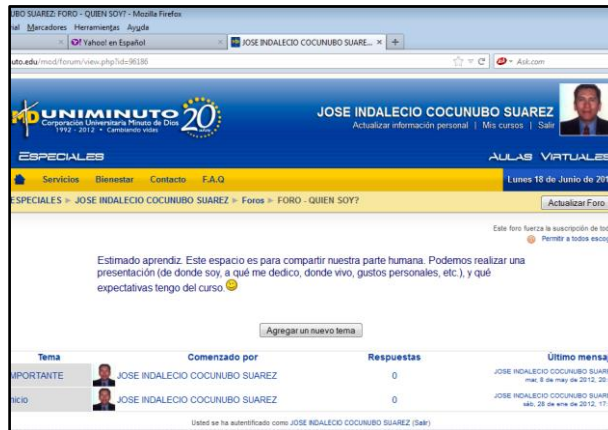 UBO SUAREZ: FORO - QUIEN SOY? - Mozilla Firefox
ial Marcadores Herramientas Ayuda
Yahoo! en Español
JOSE INDALECIO COCUNUBO SUARE...
uto.edu/mod/forum/view.php?id=96186
Ask.com
UNIMINUTO
Corporación Universitaria Minuto de Dios
1992 - 2012 • Cambiando vidas
20
JOSE INDALECIO COCUNUBO SUAREZ
Actualizar información personal | Mis cursos | Salir
ESPECIALES
AULAS VIRTUALES
Servicios Bienestar Contacto F.A.Q
Lunes 18 de Junio de 201
ESPECIALES ► JOSE INDALECIO COCUNUBO SUAREZ ► Foros ► FORO - QUIEN SOY?
Actualizar Foro
Este foro fuerza la suscripción de tod
Permitir a todos escog
Estimado aprendiz. Este espacio es para compartir nuestra parte humana. Podemos realizar una
presentación (de donde soy, a qué me dedico, donde vivo, gustos personales, etc.), y qué
expectativas tengo del curso.
Agregar un nuevo tema
Tema Comenzado por Respuestas Último mensaj
MPORTANTE JOSE INDALECIO COCUNUBO SUAREZ 0 JOSE INDALECIO COCUNUBO SUARE
mar, 8 de may de 2012, 20:
nicio JOSE INDALECIO COCUNUBO SUAREZ 0 JOSE INDALECIO COCUNUBO SUARE
sáb, 28 de ene de 2012, 17:
Usted se ha autentificado como JOSE INDALECIO COCUNUBO SUAREZ (Salir)